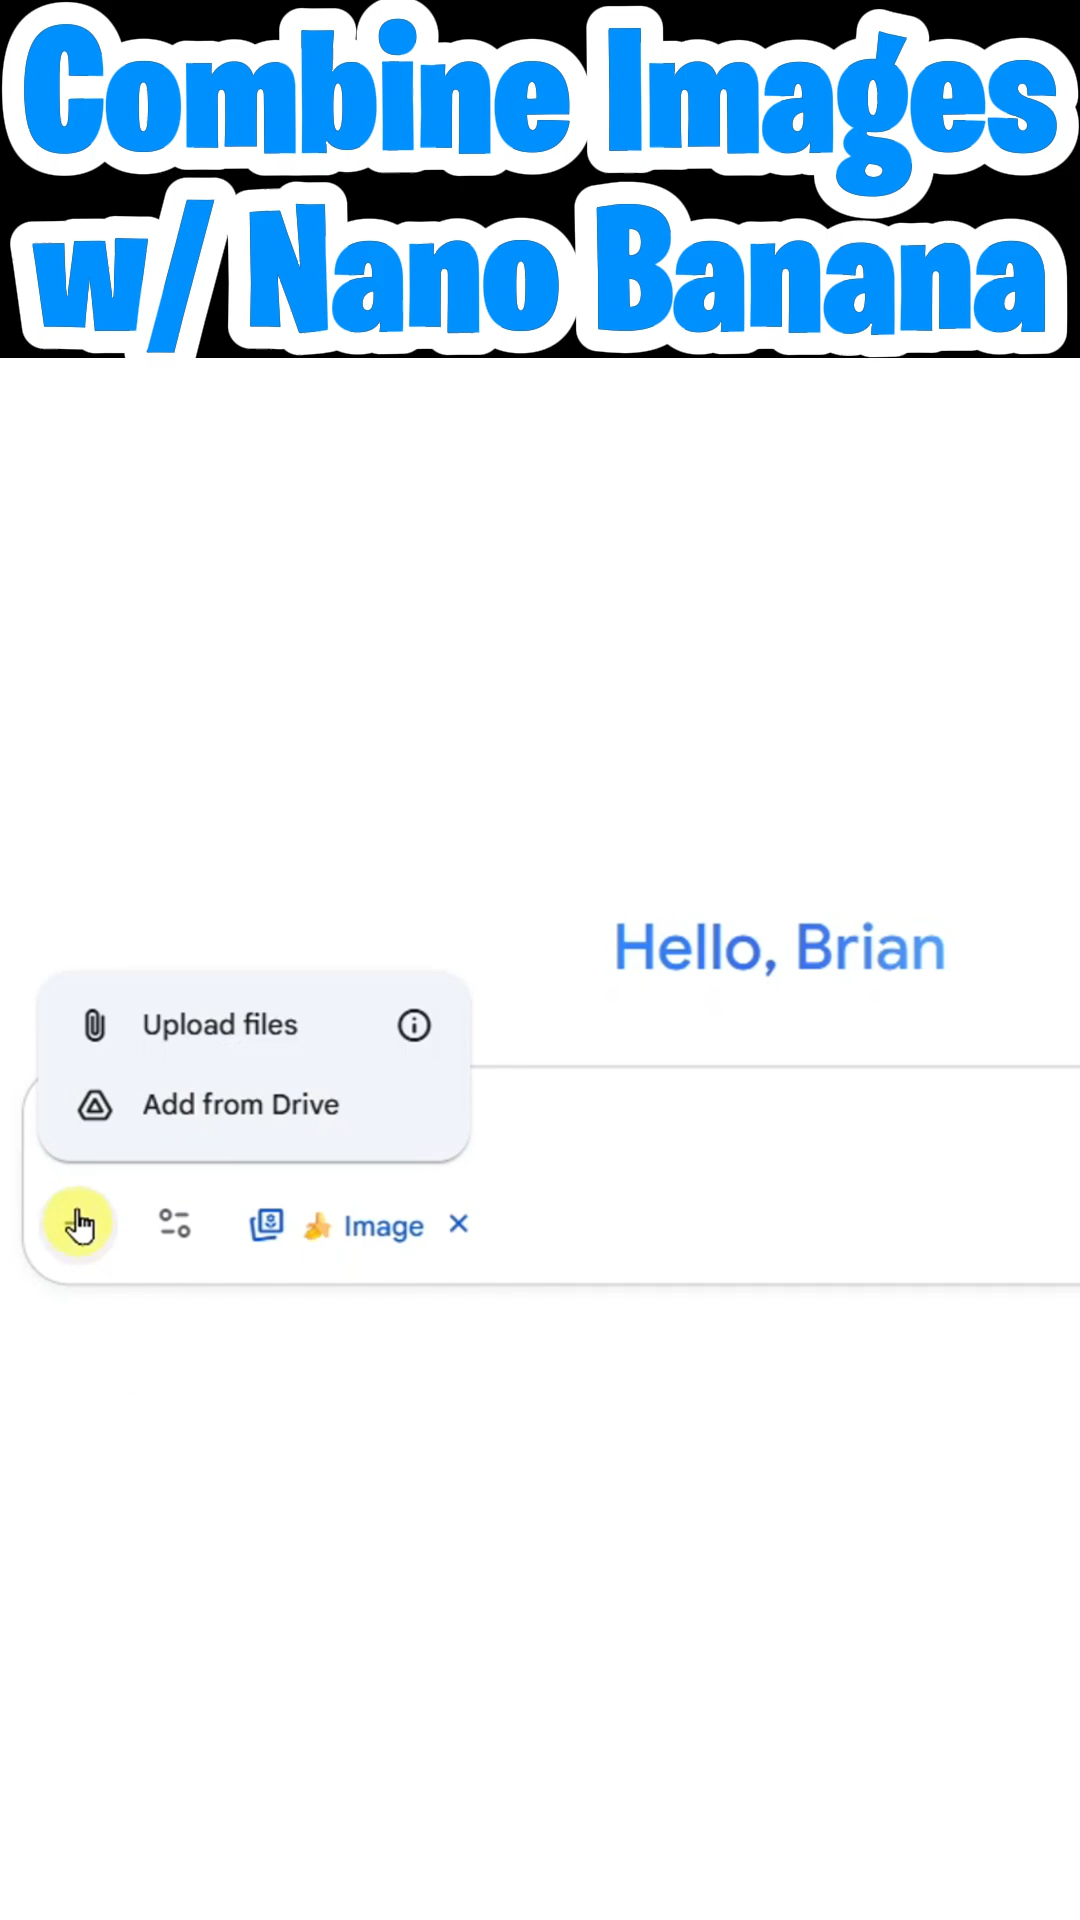 Combine Images
w/ Nano Banana
Hello, Brian
Upload files
Add from Drive
Image